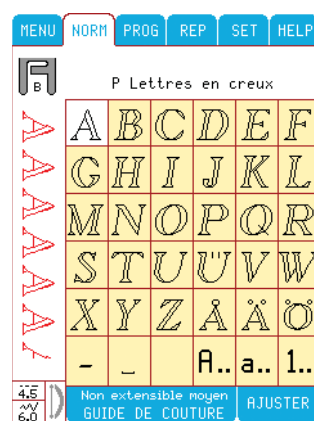 MENU NORM PROG REP SET HELP
B P Lettres en creux
A B C D E F
G H I J K L
M N O P Q R
S T U Ü V W
X Y Z Å Ä Ö
- _ A.. a.. 1..
4.5 Non extensible moyen
6.0 GUIDE DE COUTURE AJUSTER